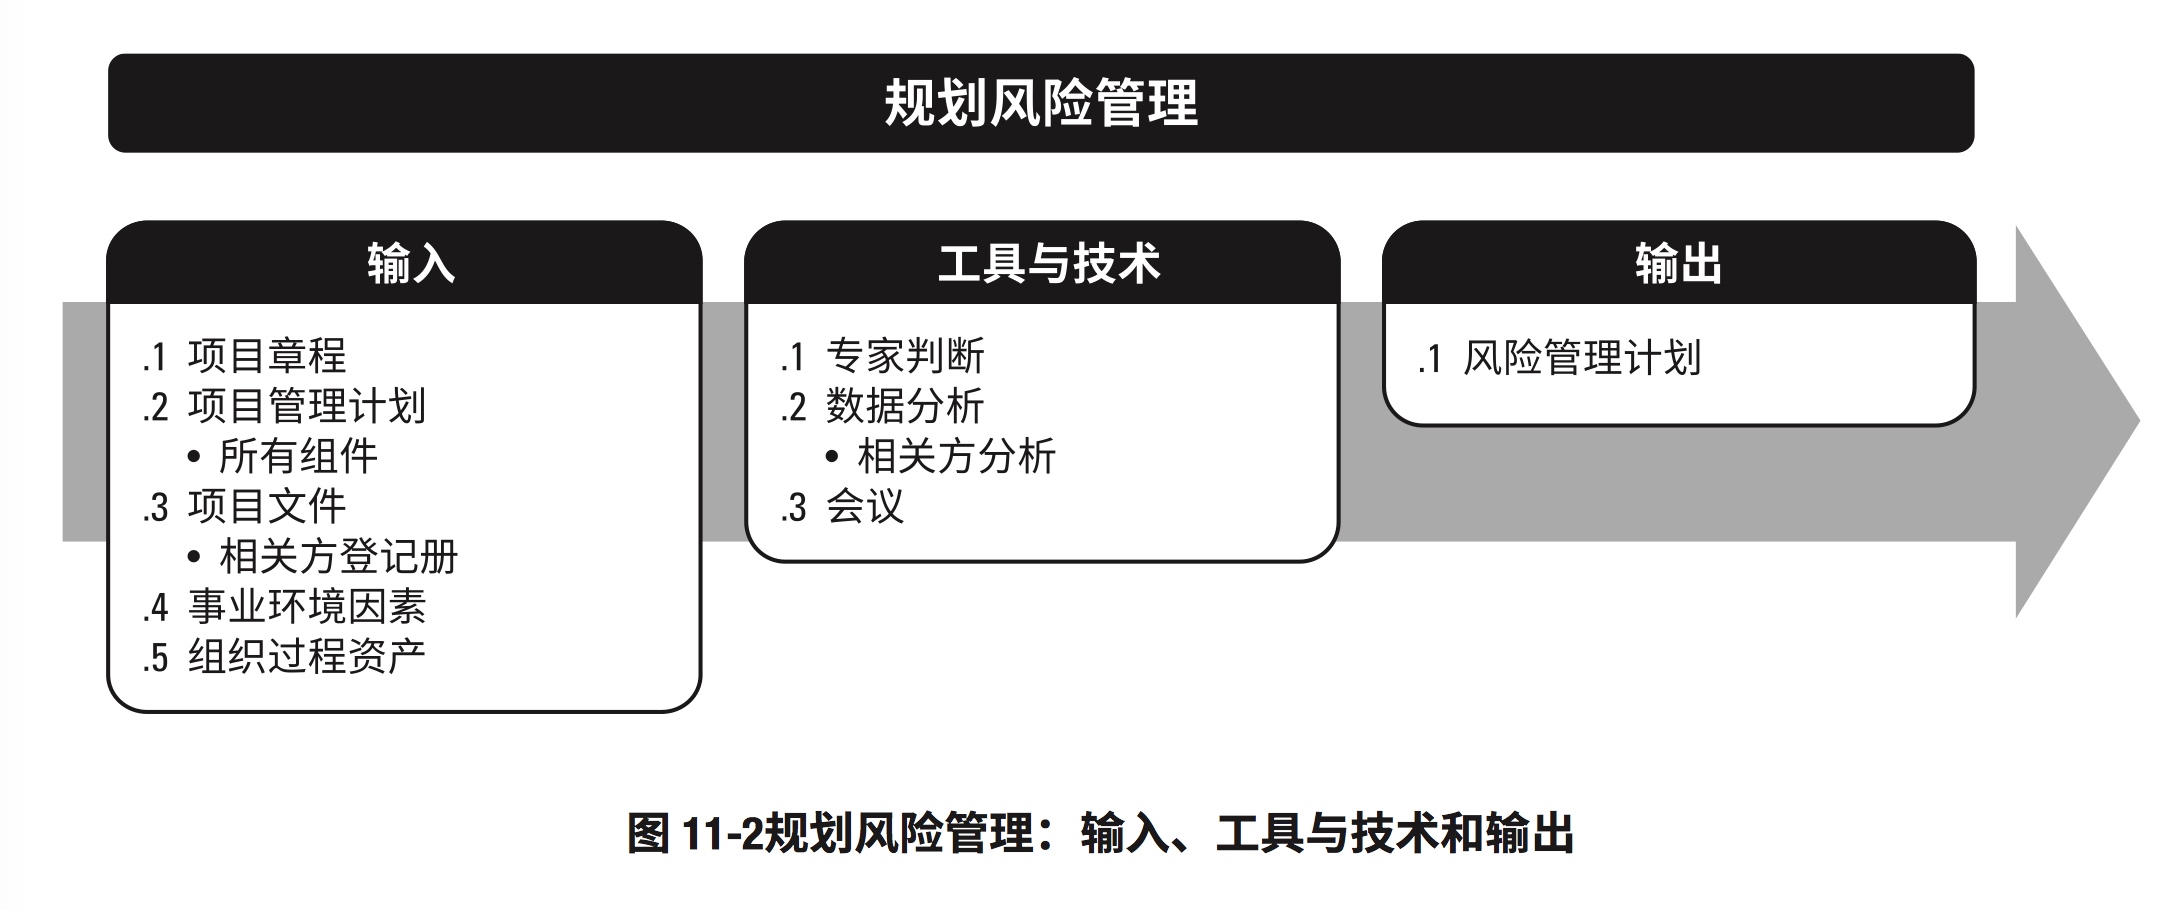 规划风险管理
输入
.1 项目章程
.2 项目管理计划
• 所有组件
.3 项目文件
• 相关方登记册
.4 事业环境因素
.5 组织过程资产
工具与技术
.1 专家判断
.2 数据分析
• 相关方分析
.3 会议
输出
.1 风险管理计划
图 11-2规划风险管理：输入、工具与技术和输出